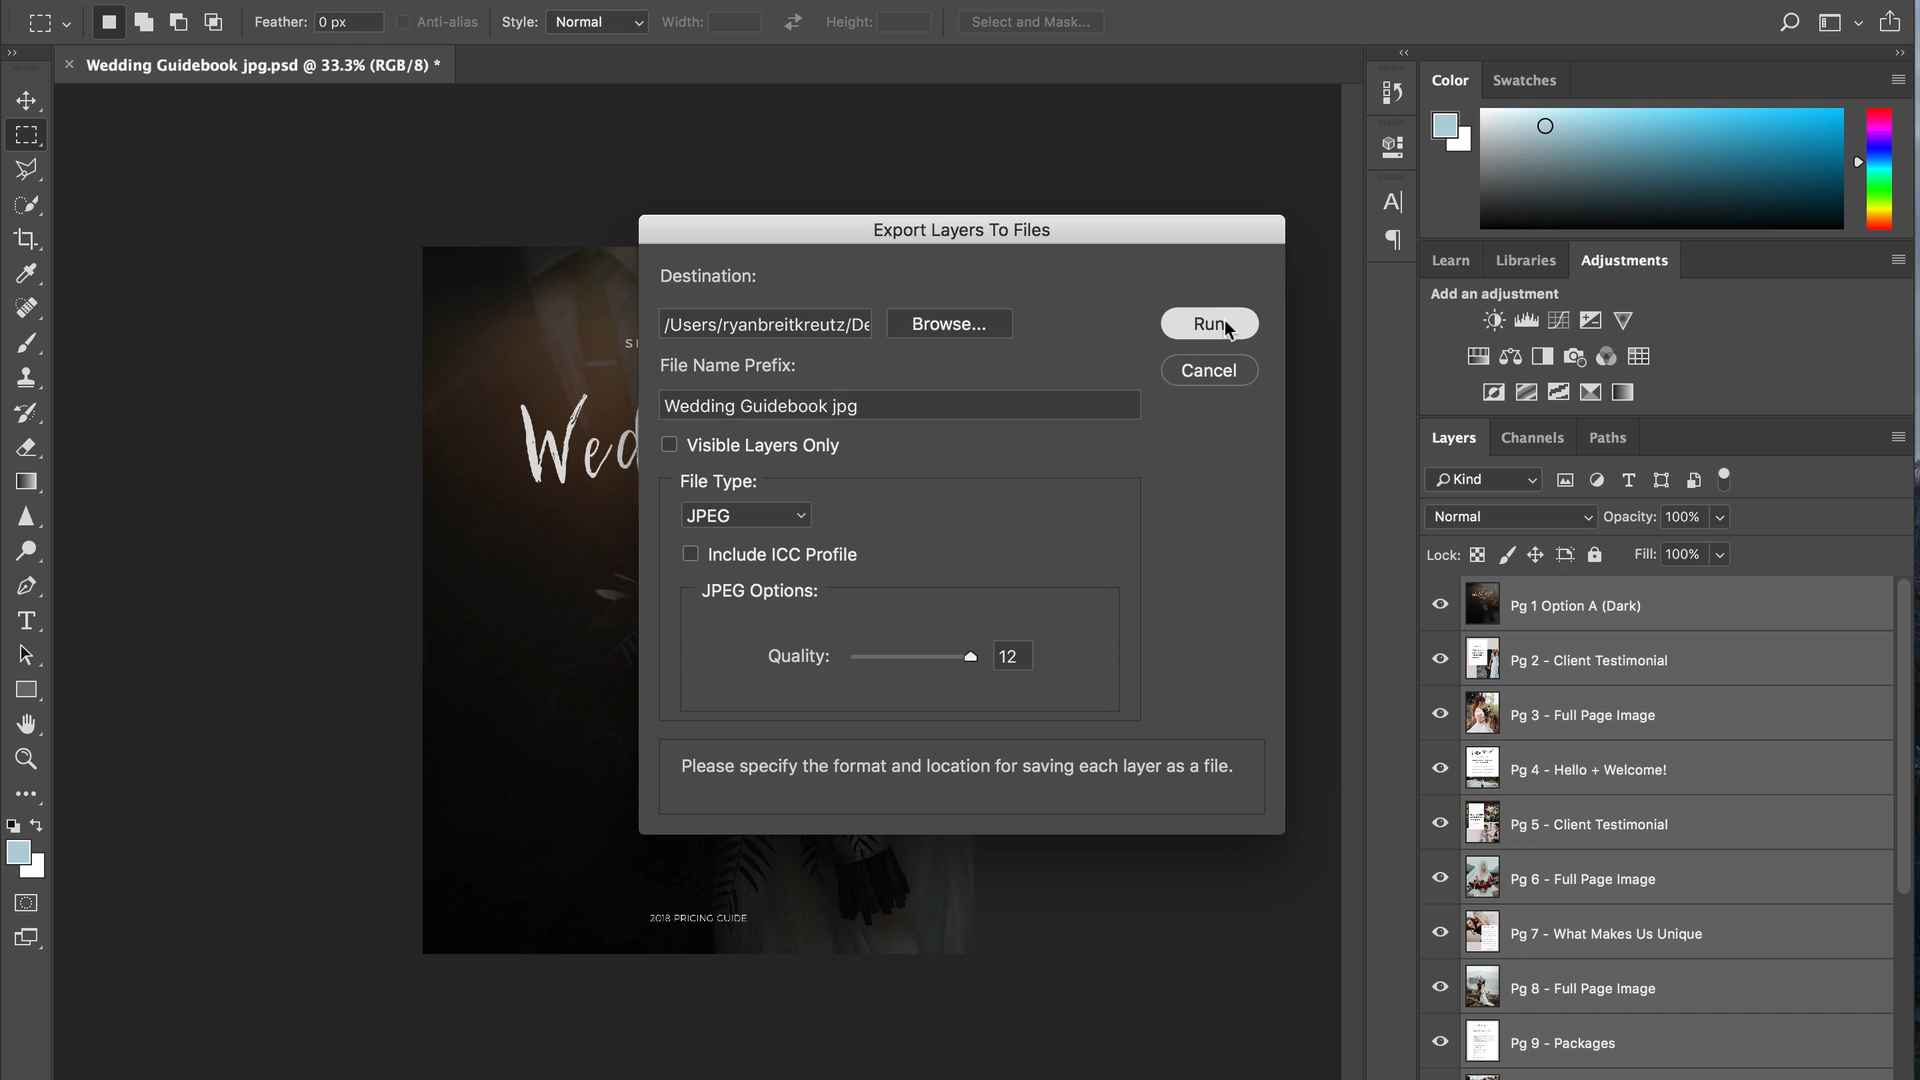 Feather: 0 px Anti-alias Style: Normal Width: Height: Select and Mask...
Wedding Guidebook jpg.psd @ 33.3% (RGB/8) *
Color Swatches
Learn Libraries Adjustments
Add an adjustment
Export Layers To Files
Destination:
/Users/ryanbreitkreutz/De Browse... Run
File Name Prefix:
Cancel
Wedding Guidebook jpg
Visible Layers Only
File Type:
JPEG
Include ICC Profile
JPEG Options:
Quality: 12
Please specify the format and location for saving each layer as a file.
S
Wed
2018 PRICING GUIDE
Layers Channels Paths
Kind
Normal Opacity: 100%
Lock: Fill: 100%
Pg 1 Option A (Dark)
Pg 2 - Client Testimonial
Pg 3 - Full Page Image
Pg 4 - Hello + Welcome!
Pg 5 - Client Testimonial
Pg 6 - Full Page Image
Pg 7 - What Makes Us Unique
Pg 8 - Full Page Image
Pg 9 - Packages